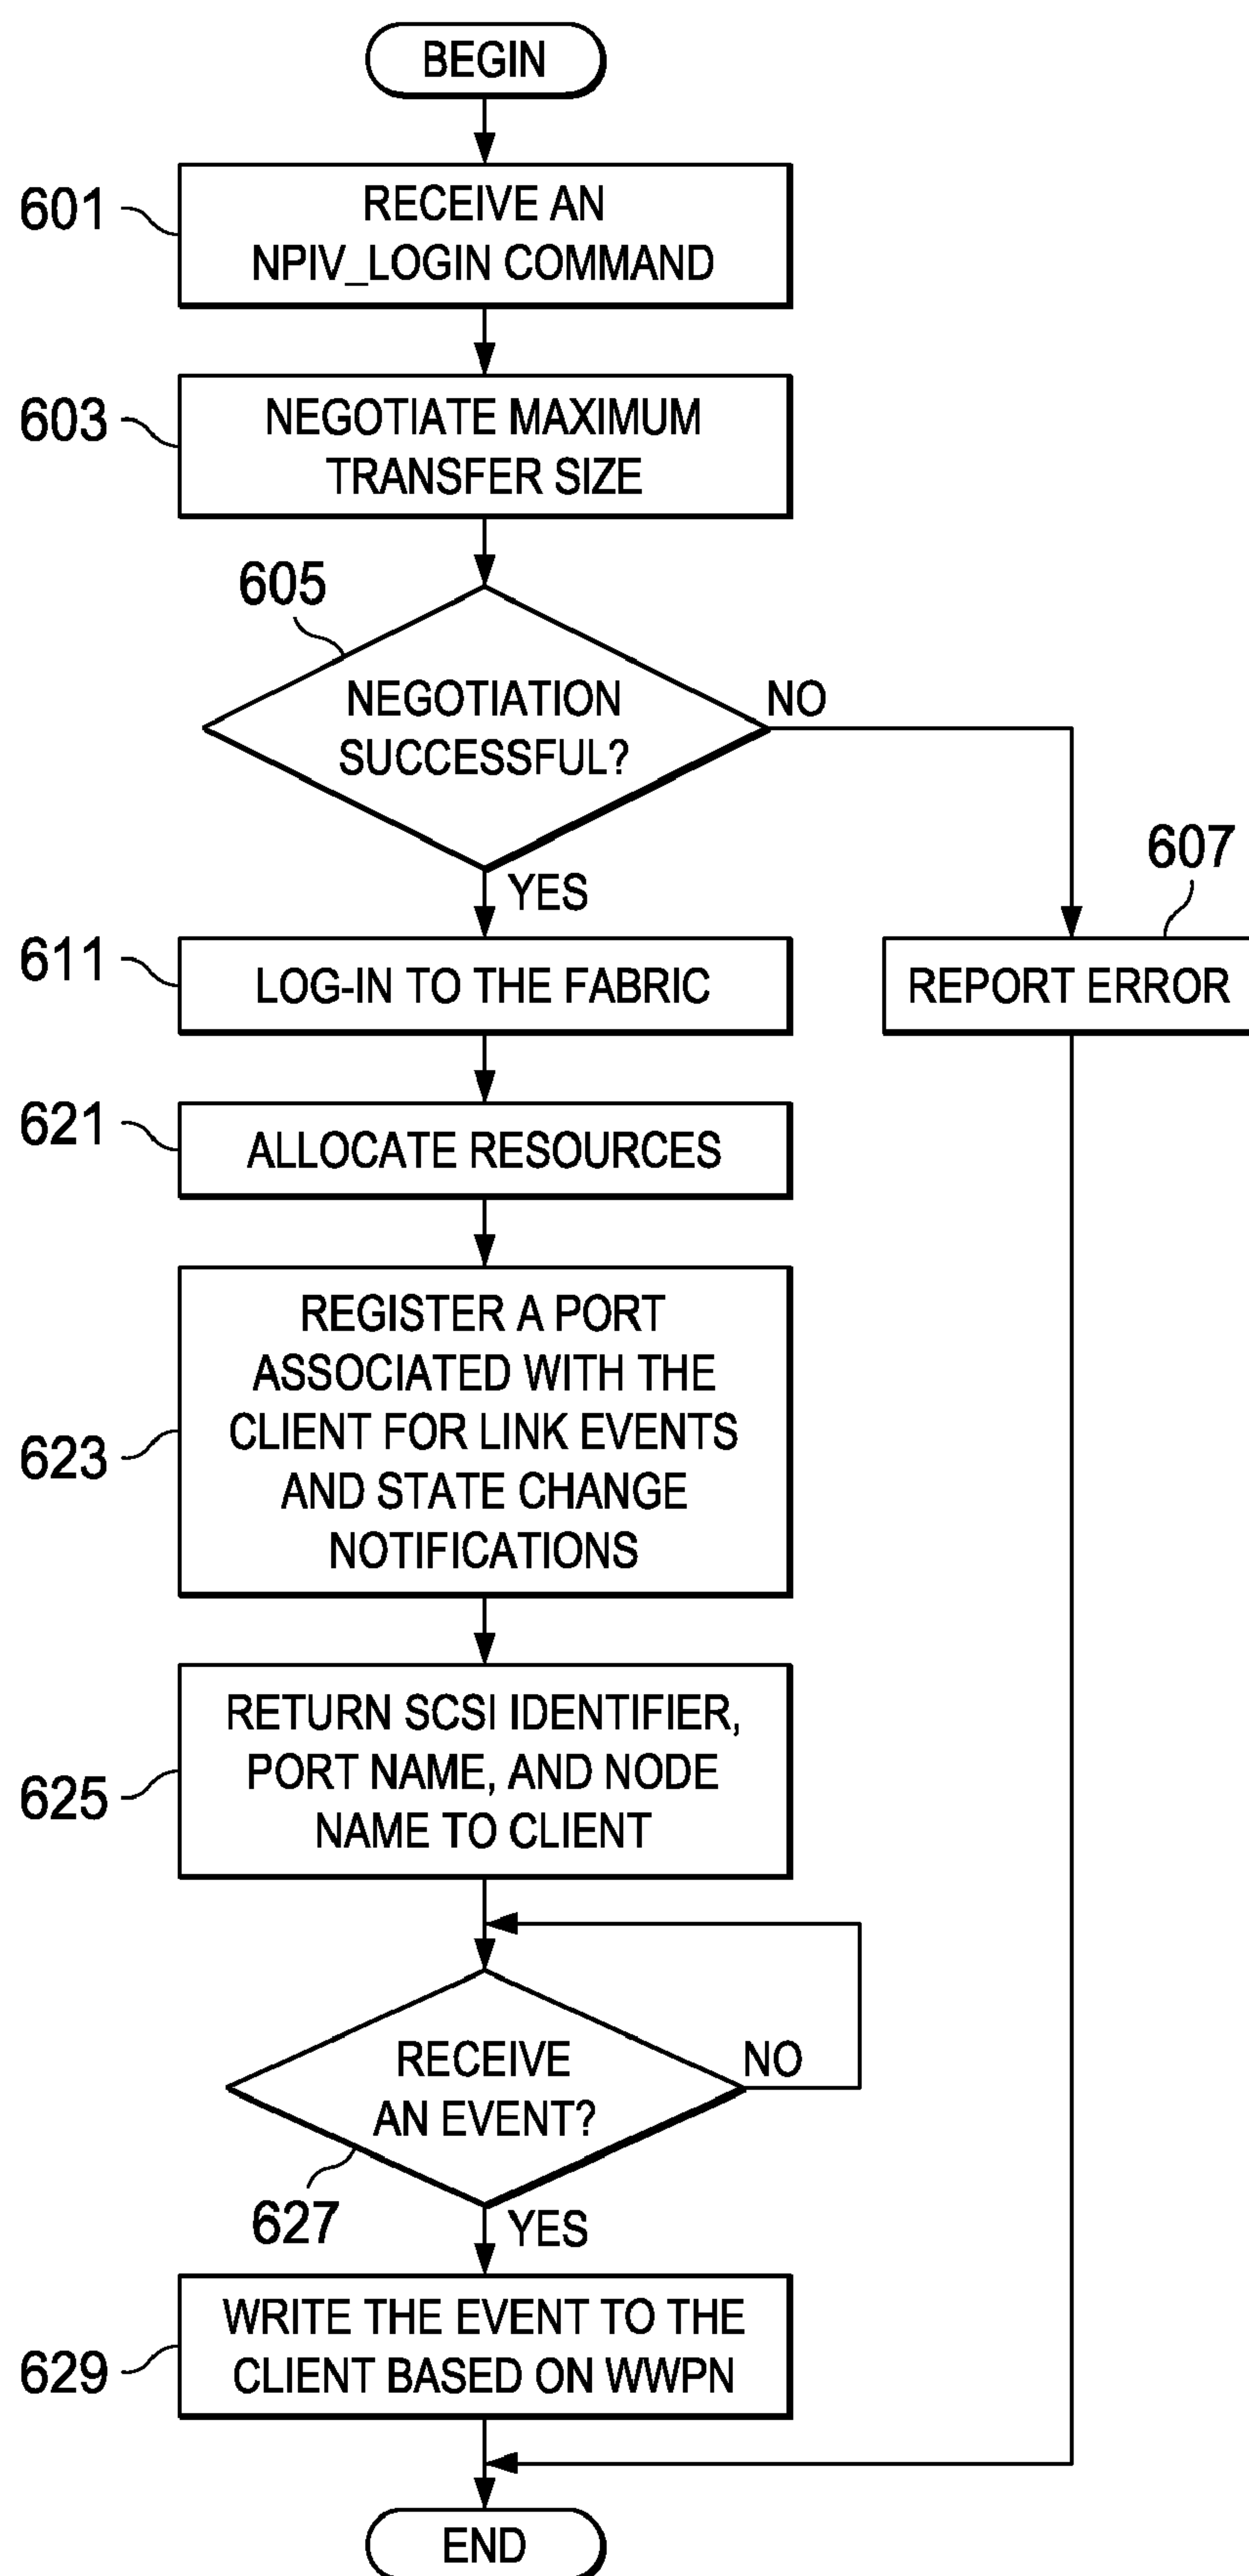 BEGIN
601
RECEIVE AN
NPIV_LOGIN COMMAND
603
NEGOTIATE MAXIMUM
TRANSFER SIZE
605
NEGOTIATION
SUCCESSFUL?
NO
YES
607
REPORT ERROR
611
LOG-IN TO THE FABRIC
621
ALLOCATE RESOURCES
623
REGISTER A PORT
ASSOCIATED WITH THE
CLIENT FOR LINK EVENTS
AND STATE CHANGE
NOTIFICATIONS
625
RETURN SCSI IDENTIFIER,
PORT NAME, AND NODE
NAME TO CLIENT
RECEIVE
AN EVENT?
NO
627
YES
629
WRITE THE EVENT TO THE
CLIENT BASED ON WWPN
END